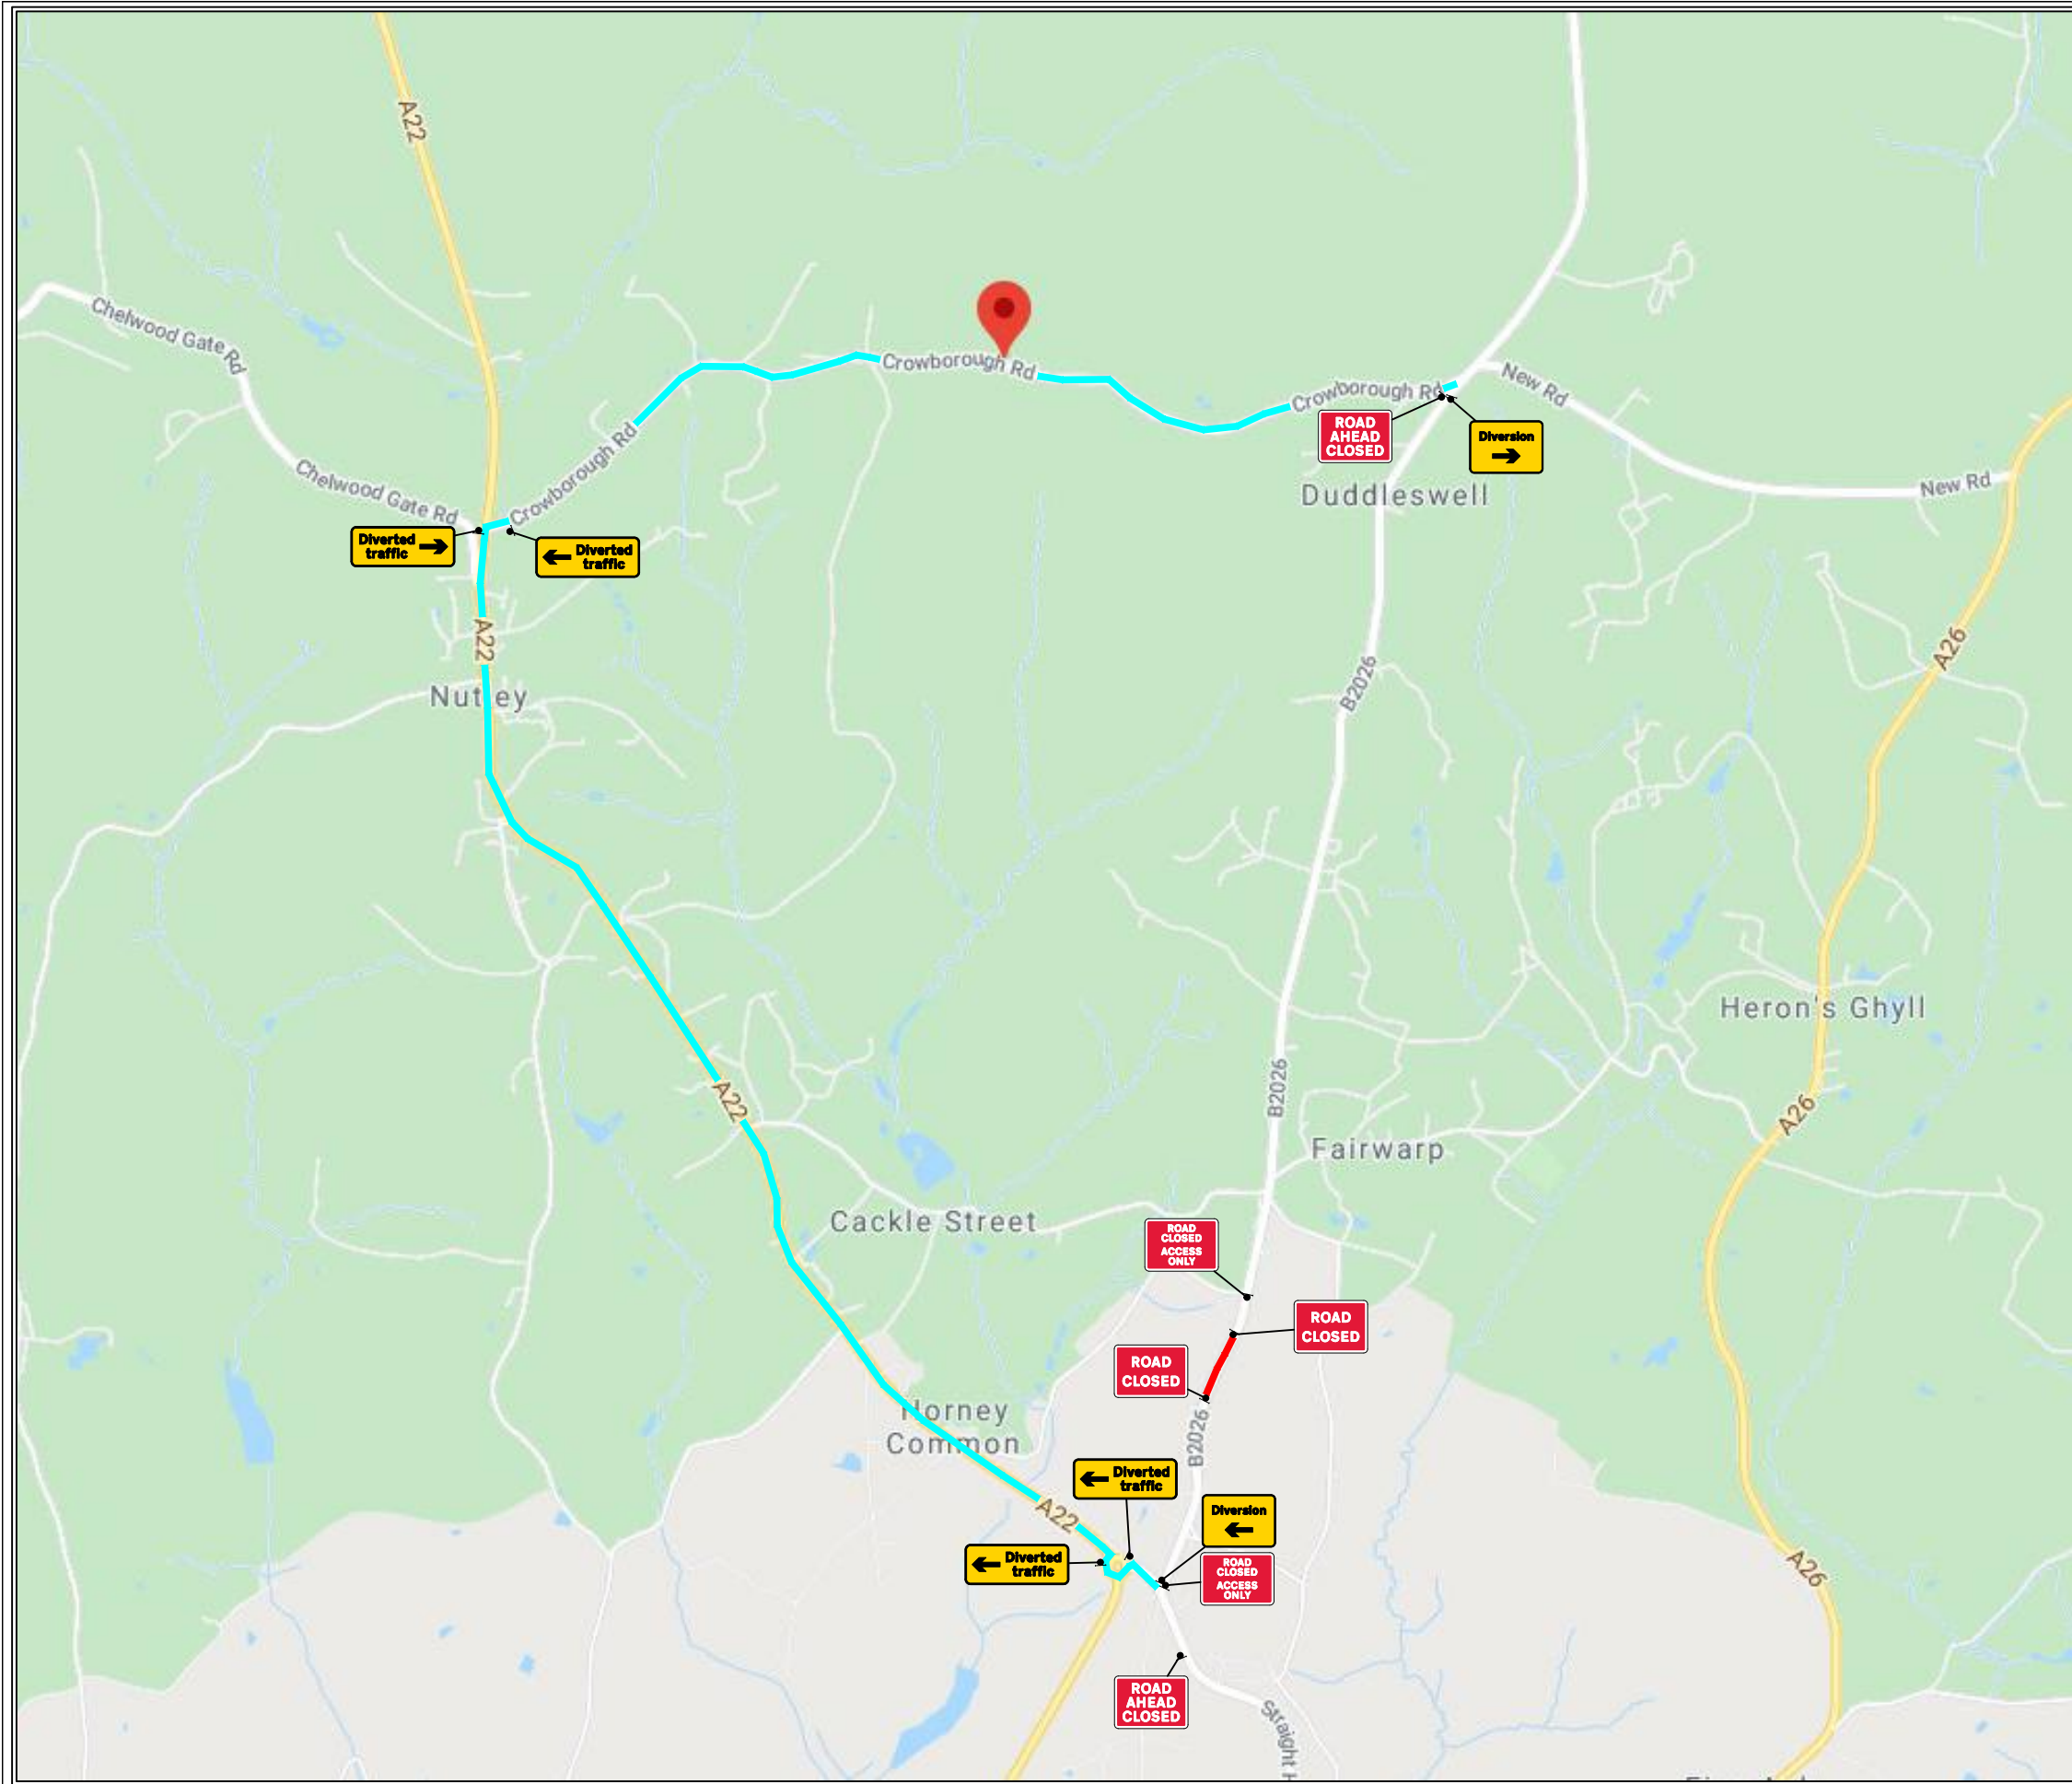 A22
Chelwood Gate Rd
Crowborough Rd
Crowborough Rd
New Rd
ROAD
AHEAD
CLOSED
Diversion
Crowborough Rd
Chelwood Gate Rd
New Rd
Duddleswell
Diverted
traffic
Diverted
traffic
A22
A26
Nutley
B2026
Heron's Ghyll
A22
B2026
A26
Fairwarp
Cackle Street
ROAD
CLOSED
ACCESS
ONLY
ROAD
CLOSED
ROAD
CLOSED
Horney
Common
B2026
Diverted
traffic
A22
Diversion
Diverted
traffic
ROAD
CLOSED
ACCESS
ONLY
A26
ROAD
AHEAD
CLOSED
Straight